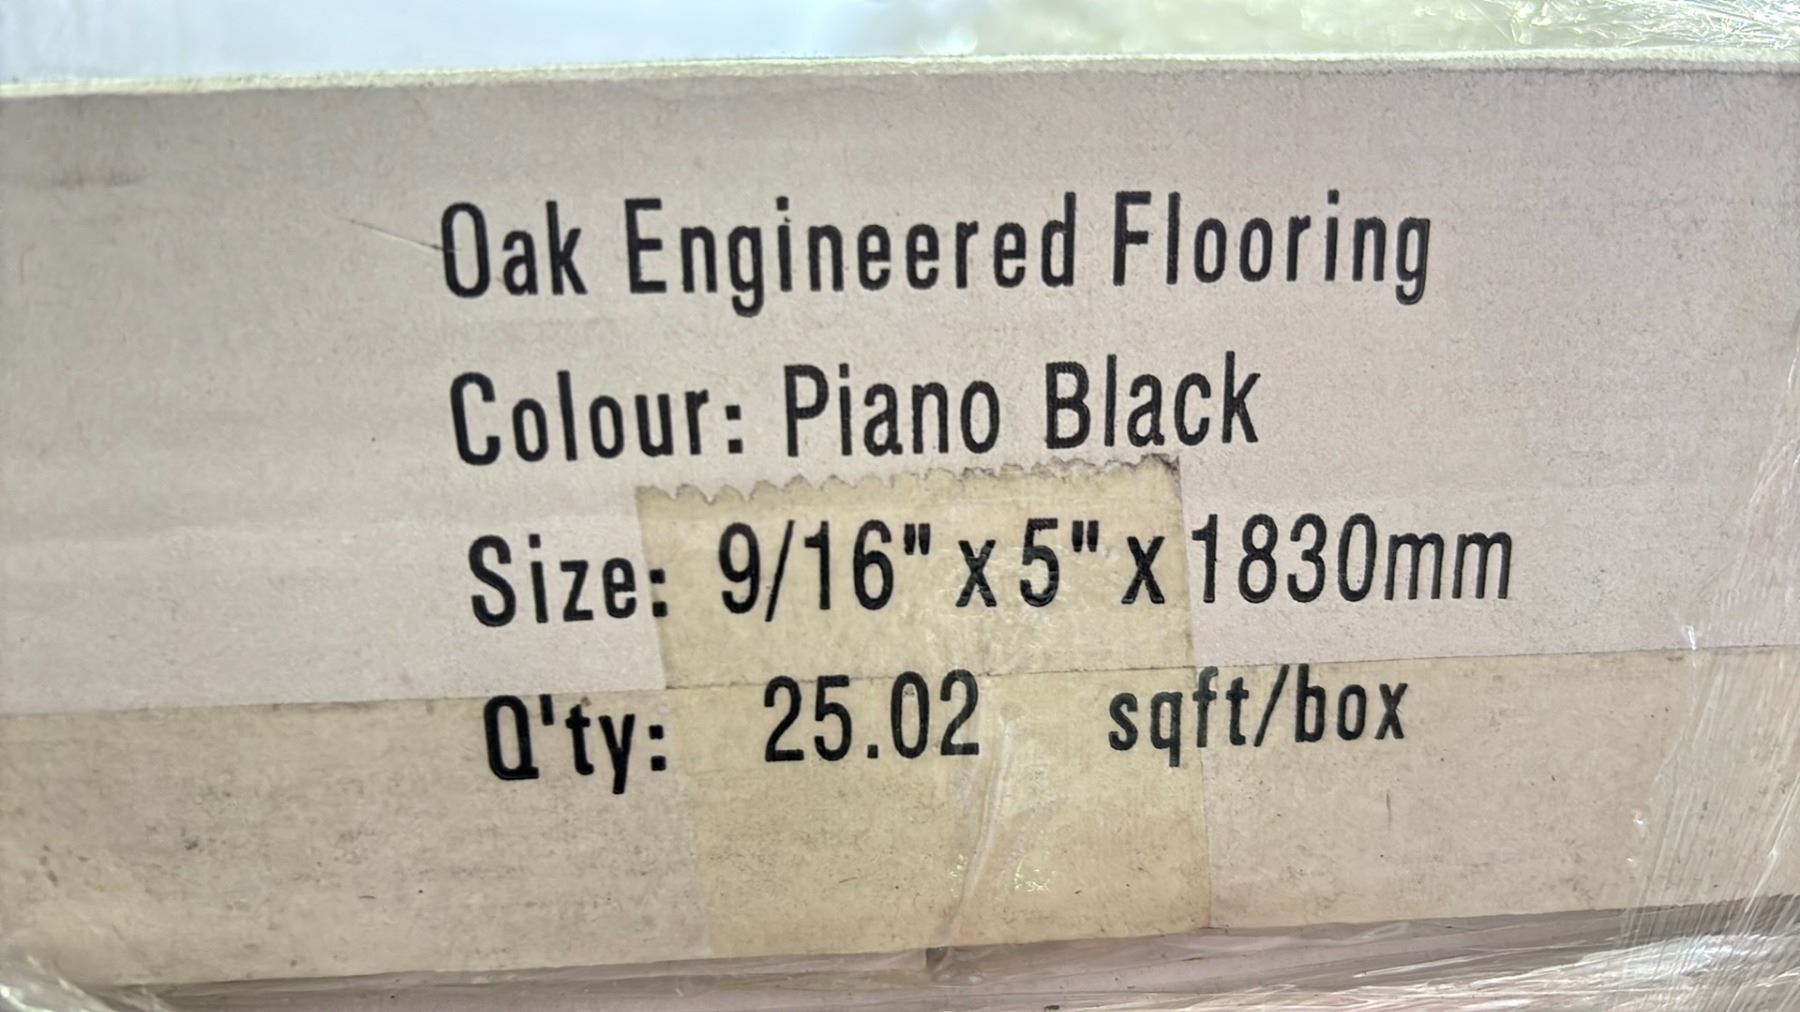 Oak Engineered Flooring
Colour: Piano Black
Size: 9/16" x 5" x 1830mm
Q'ty: 25.02 sqft/box